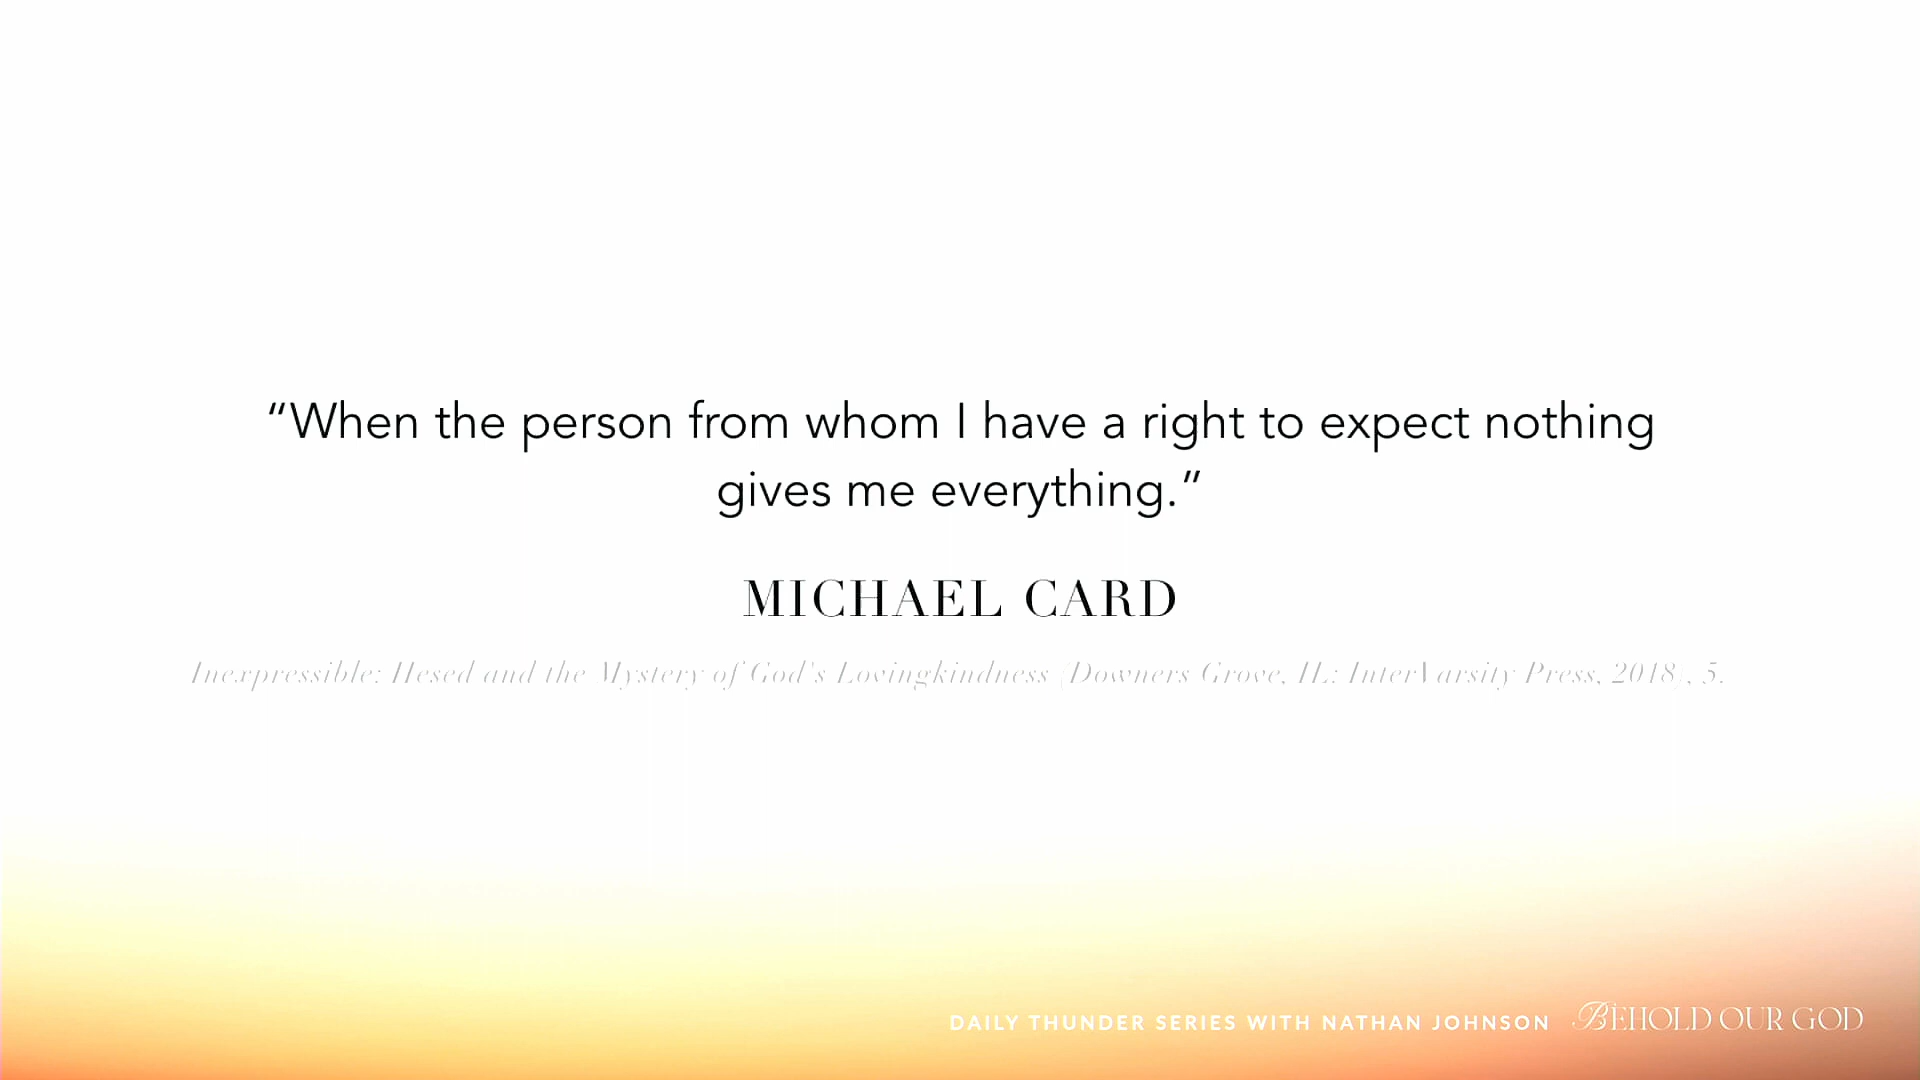 “When the person from whom I have a right to expect nothing
gives me everything.”
MICHAEL CARD
Inexpressible: Hesed and the Mystery of God's Lovingkindness (Downers Grove, IL: InterVarsity Press, 2018), 5.
DAILY THUNDER SERIES WITH NATHAN JOHNSON BEHOLD OUR GOD